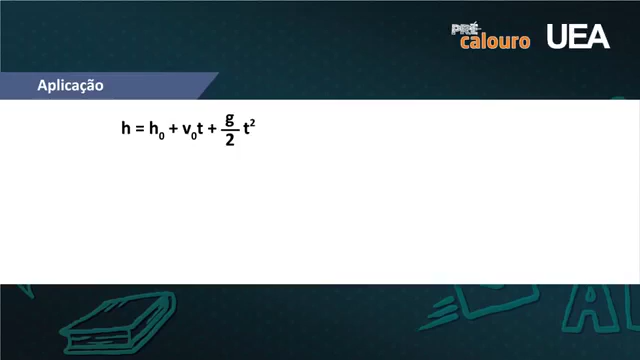 PRÉ-
calouro UEA
Aplicação
h = h₀ + v₀t + g/2 t²